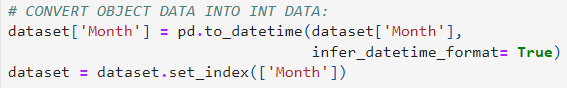 # CONVERT OBJECT DATA INTO INT DATA:
dataset['Month'] = pd.to_datetime(dataset['Month'],
infer_datetime_format= True)
dataset = dataset.set_index(['Month'])